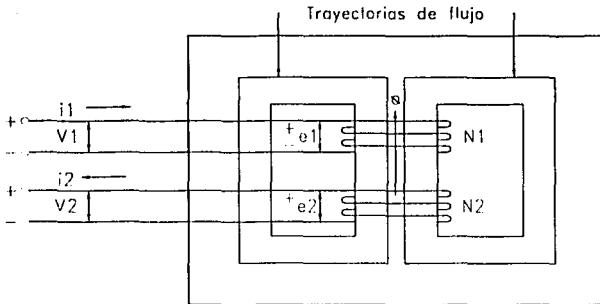 Trayectorias de flujo
i1
+
V1
+
e1
ø
N1
-
-
i2
+
V2
+
e2
N2
-